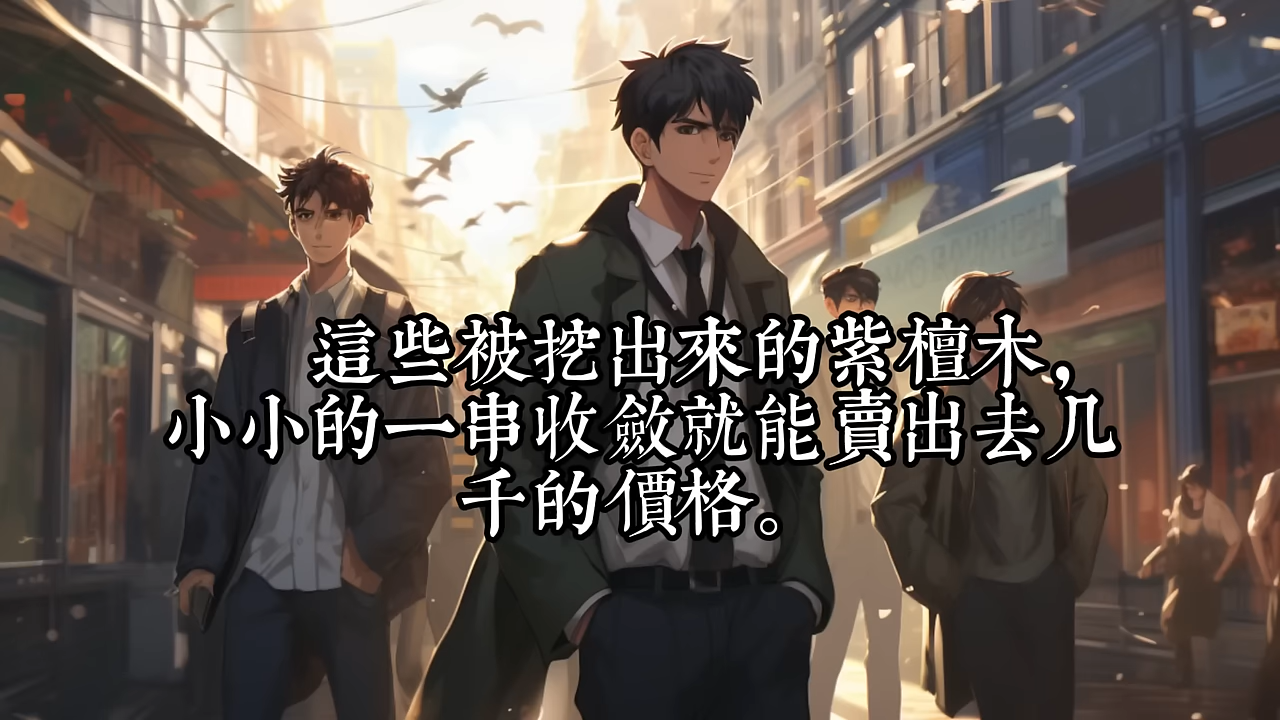 這些被挖出來的紫檀木，
小小的一串收斂就能賣出去几
千的價格。